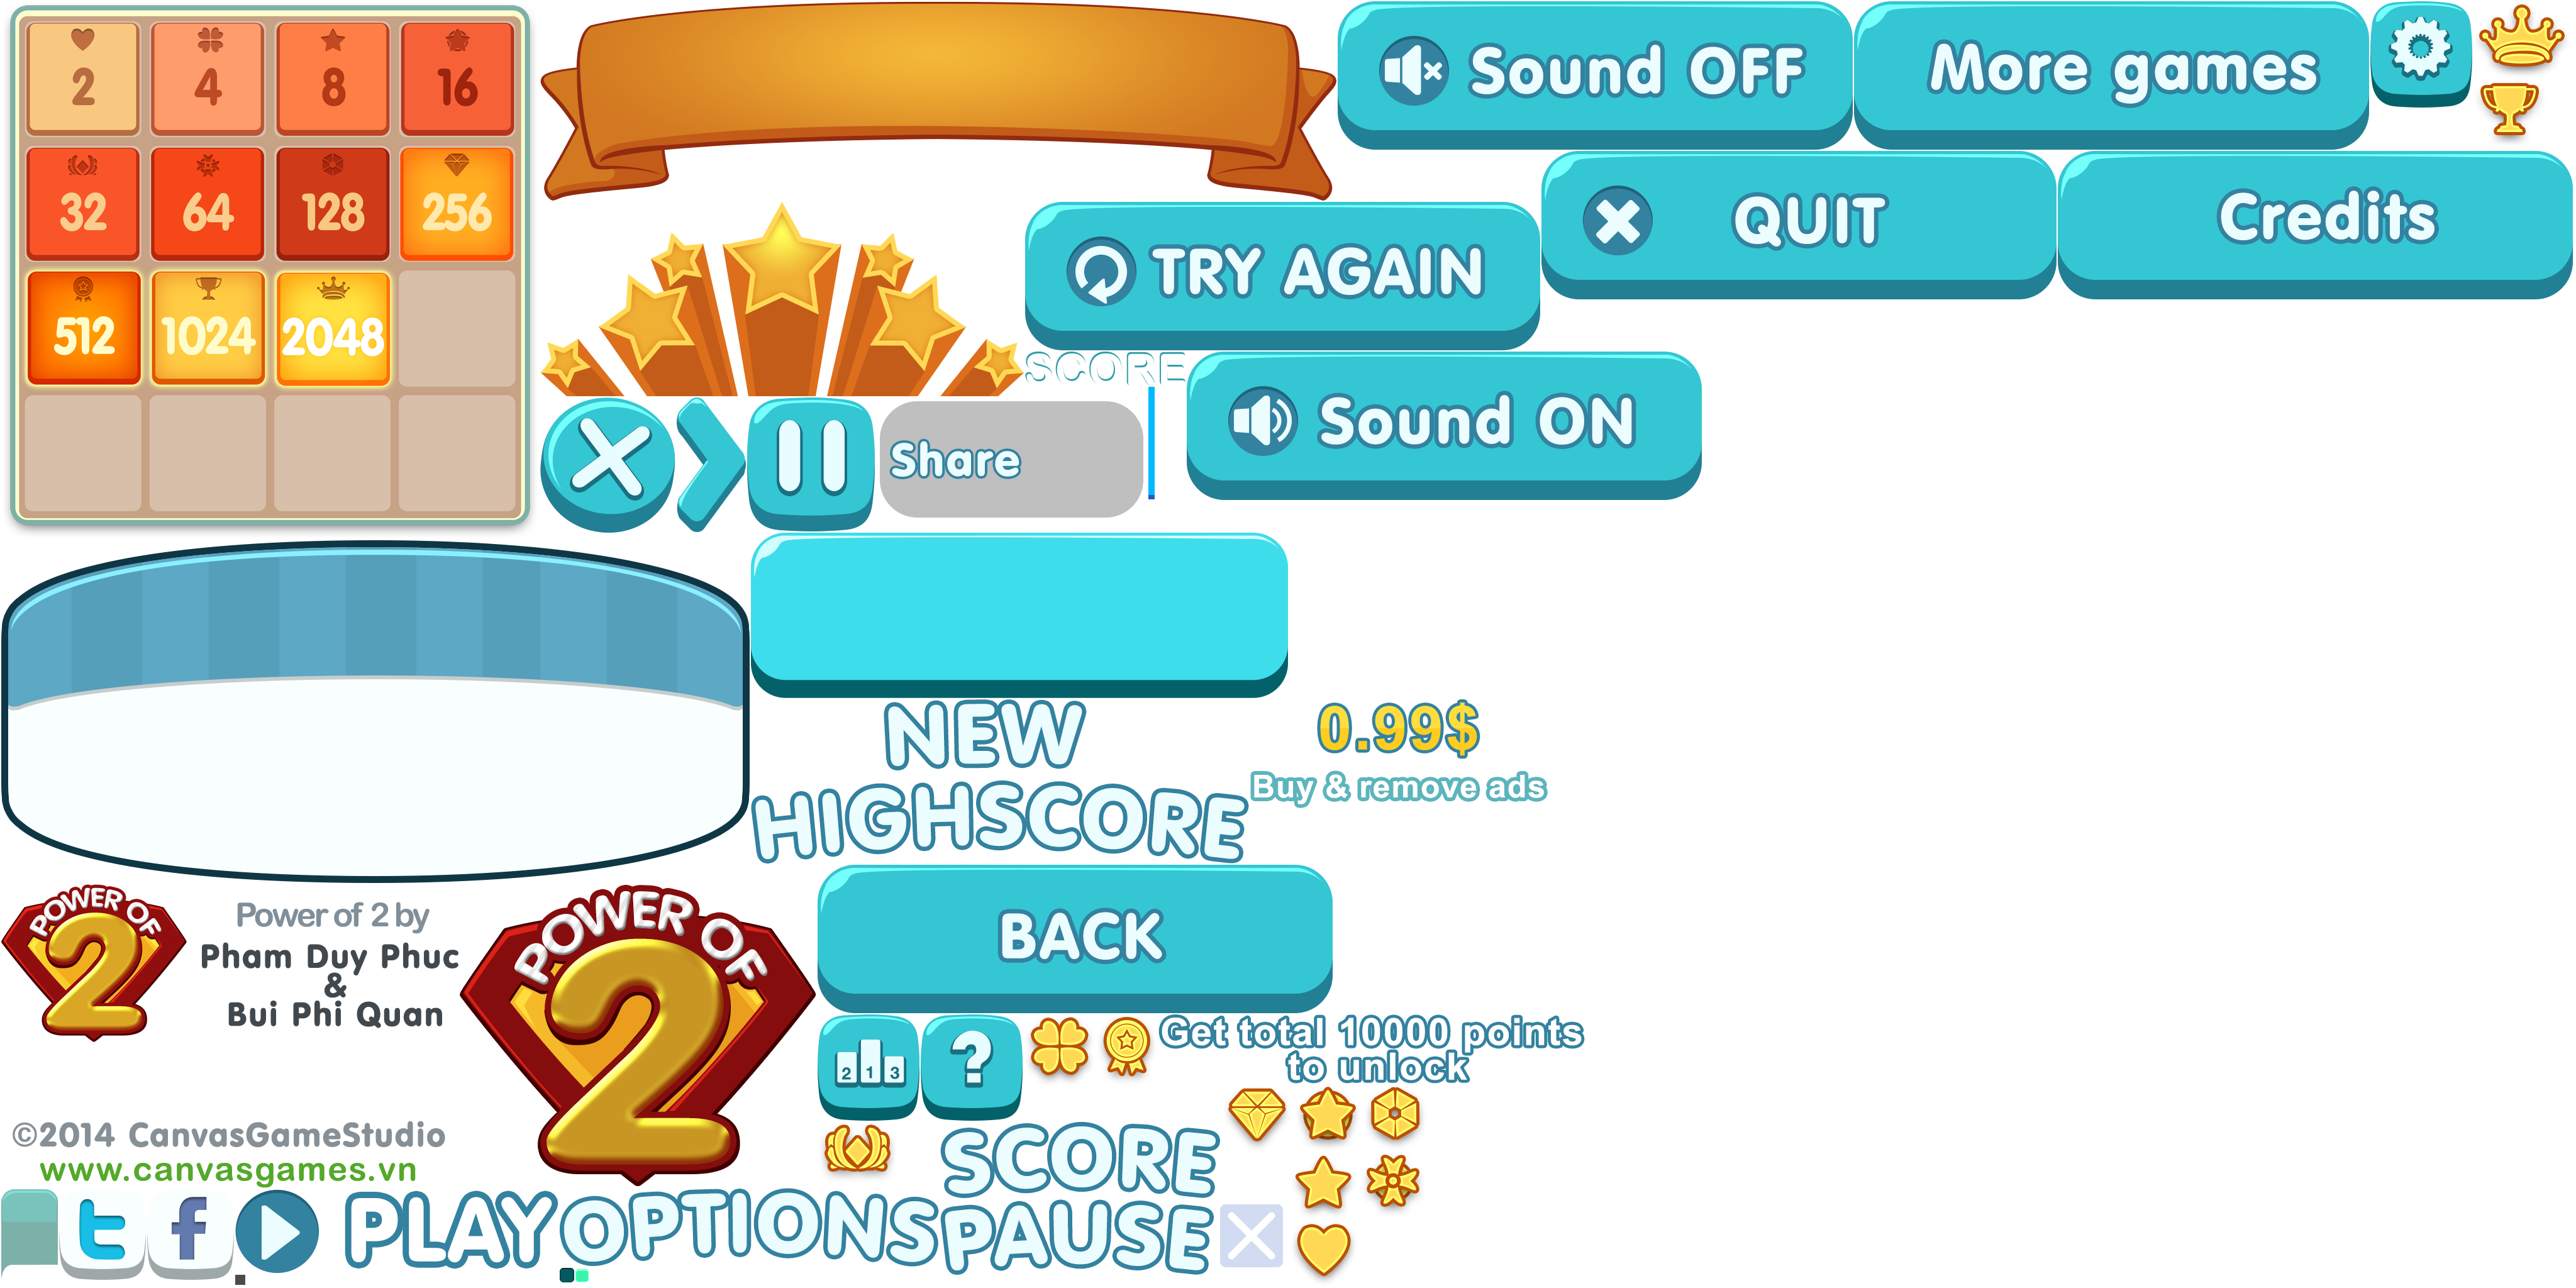 2 4 8 16
32 64 128 256
512 1024 2048
Sound OFF
More games
TRY AGAIN
QUIT
Credits
SCORE
Share
Sound ON
NEW
HIGHSCORE
0.99$
Buy & remove ads
POWER OF
2
Power of 2 by
Pham Duy Phuc
&
Bui Phi Quan
POWER OF
2
BACK
2 1 3
?
Get total 10000 points
to unlock
©2014 CanvasGameStudio
www.canvasgames.vn
SCORE
t f PLAY OPTIONS PAUSE